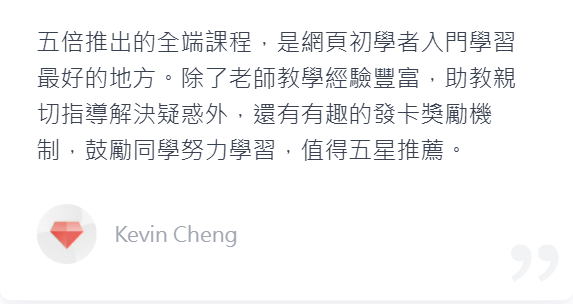 五倍推出的全端課程，是網頁初學者入門學習
最好的地方。除了老師教學經驗豐富，助教親
切指導解決疑惑外，還有有趣的發卡獎勵機
制，鼓勵同學努力學習，值得五星推薦。
Kevin Cheng